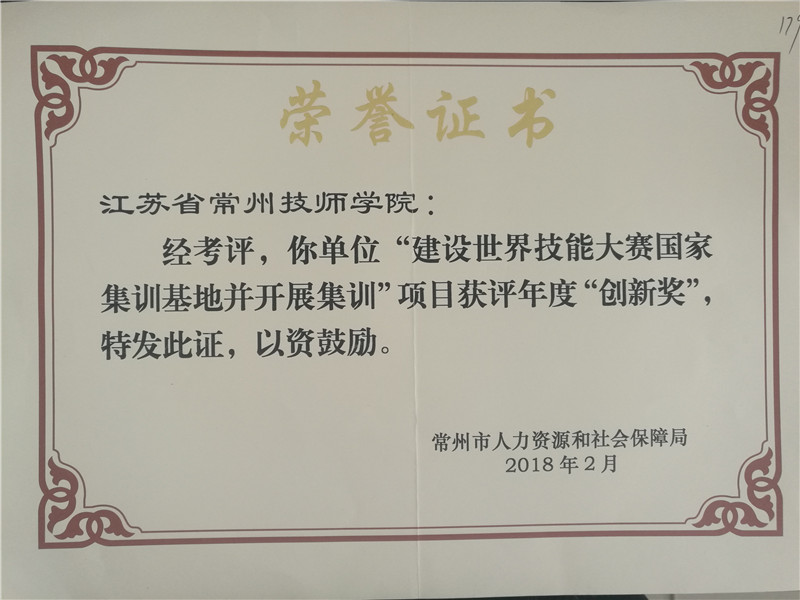 荣誉证书
江苏省常州技师学院：
经考评，你单位“建设世界技能大赛国家
集训基地并开展集训”项目获评年度“创新奖”，
特发此证，以资鼓励。
常州市人力资源和社会保障局
2018年2月